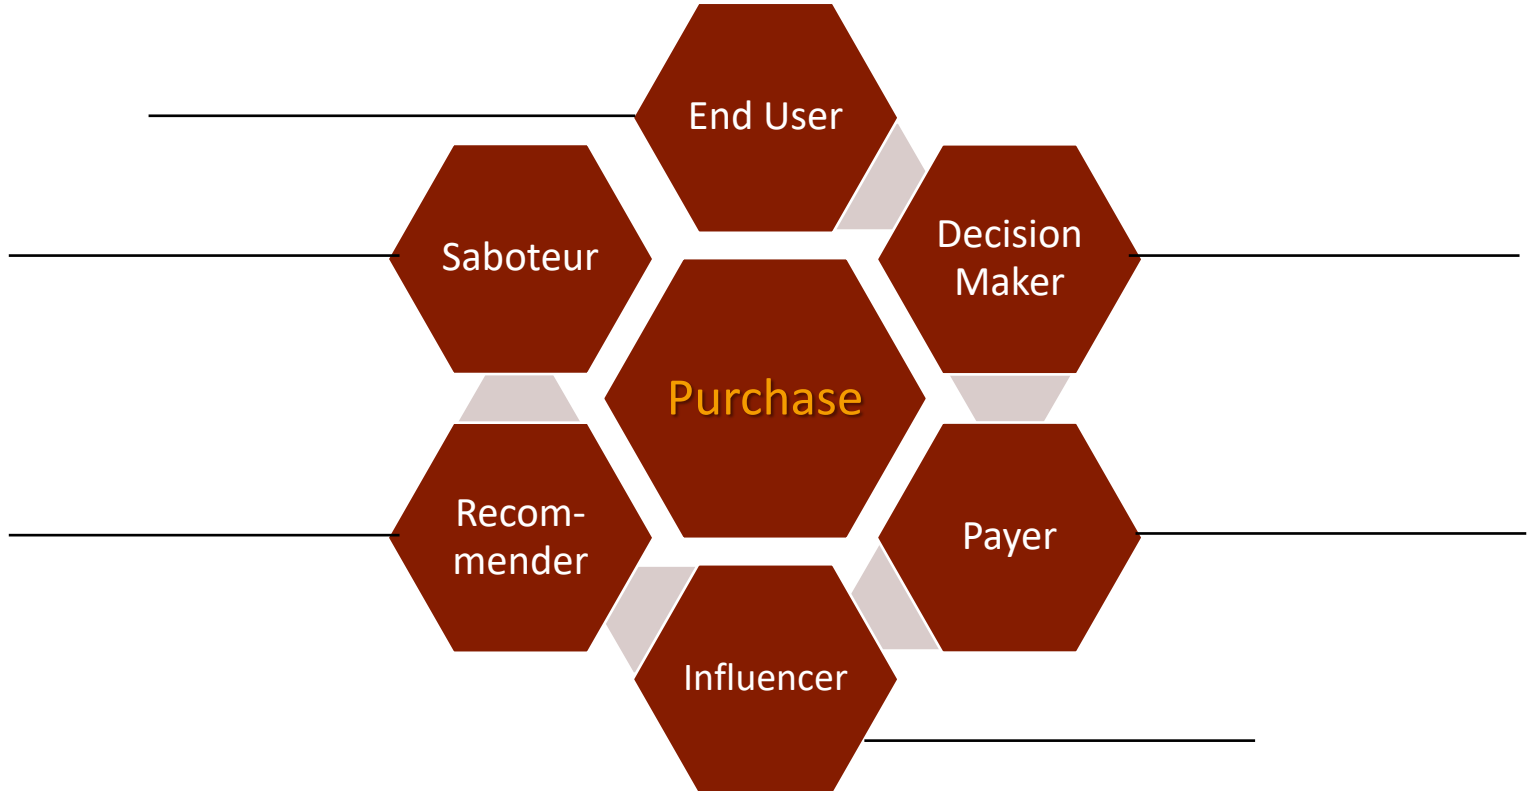 End User
Saboteur
Decision
Maker
Purchase
Recom-
mender
Payer
Influencer